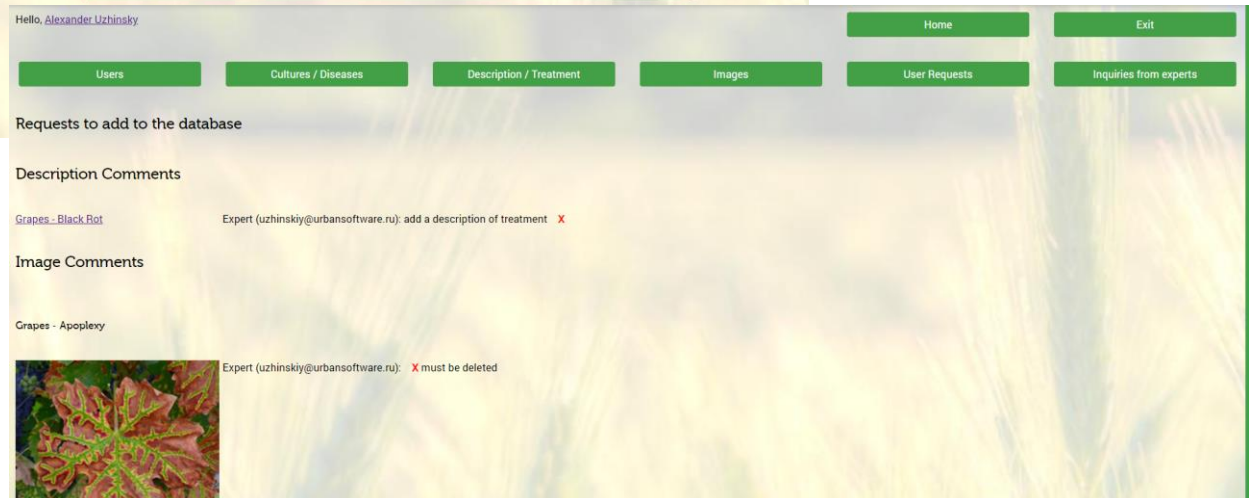 Hello, Alexander Uzhinsky
Home
Exit
Users
Cultures / Diseases
Description / Treatment
Images
User Requests
Inquiries from experts
Requests to add to the database
Description Comments
Grapes - Black Rot
Expert (uzhinskiy@urbansoftware.ru): add a description of treatment X
Image Comments
Grapes - Apoplexy
Expert (uzhinskiy@urbansoftware.ru): X must be deleted